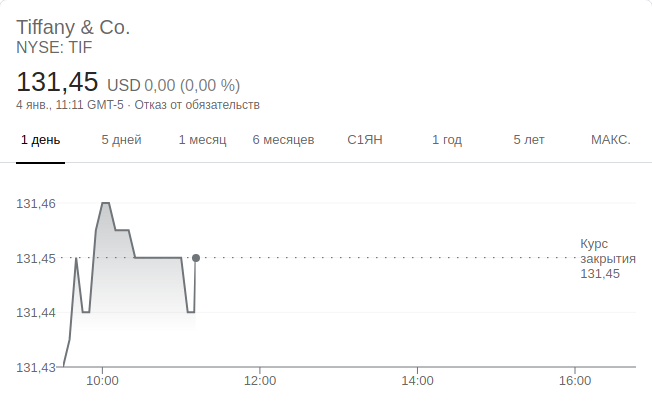 Tiffany & Co.
NYSE: TIF
131,45 USD 0,00 (0,00 %)
4 янв., 11:11 GMT-5 · Отказ от обязательств
1 день 5 дней 1 месяц 6 месяцев С1ЯН 1 год 5 лет МАКС.
131,46
131,45
131,44
131,43
Курс
закрытия
131,45
10:00 12:00 14:00 16:00